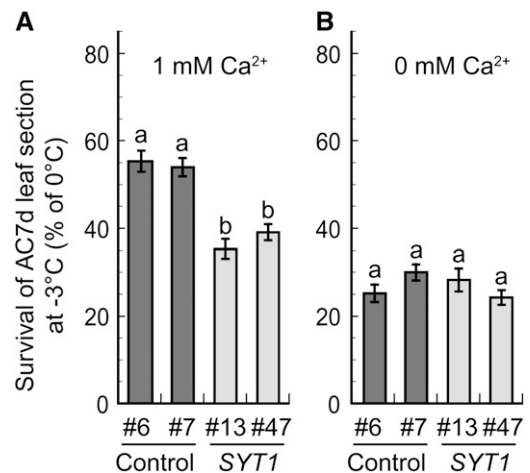 A
B
Survival of AC7d leaf section
at -3°C (% of 0°C)
80
60
40
20
0
1 mM Ca²⁺
a
a
b
b
#6 #7 #13 #47
Control SYT1
80
60
40
20
0
0 mM Ca²⁺
a
a
a
a
#6 #7 #13 #47
Control SYT1